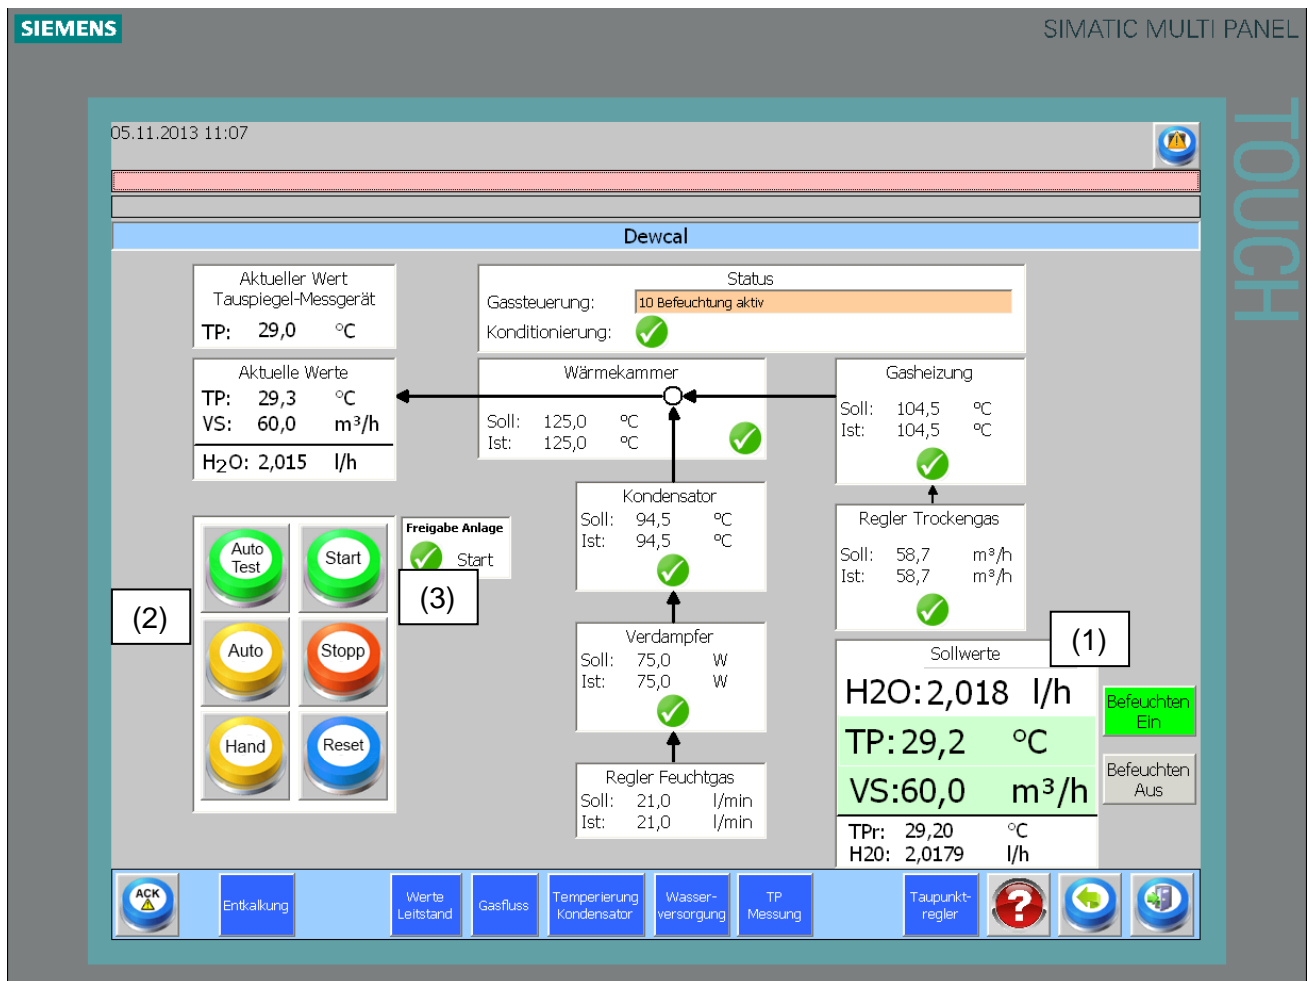 SIEMENS
SIMATIC MULTI PANEL
TOUCH
05.11.2013 11:07
Dewcal
Aktueller Wert
Tauspiegel-Messgerät
TP: 29,0 °C
Status
Gassteuerung: 10 Befeuchtung aktiv
Konditionierung:
Aktuelle Werte
TP: 29,3 °C
VS: 60,0 m³/h
H2O: 2,015 l/h
Wärmekammer
Soll: 125,0 °C
Ist: 125,0 °C
Gasheizung
Soll: 104,5 °C
Ist: 104,5 °C
Kondensator
Soll: 94,5 °C
Ist: 94,5 °C
Regler Trockengas
Soll: 58,7 m³/h
Ist: 58,7 m³/h
Auto
Test
Start
Freigabe Anlage
Start
(3)
(2)
Auto
Stopp
Hand
Reset
Verdampfer
Soll: 75,0 W
Ist: 75,0 W
Regler Feuchtgas
Soll: 21,0 l/min
Ist: 21,0 l/min
(1)
Sollwerte
H2O: 2,018 l/h
TP: 29,2 °C
VS: 60,0 m³/h
TPr: 29,20 °C
H20: 2,0179 l/h
Befeuchten
Ein
Befeuchten
Aus
ACK
Entkalkung
Werte
Leitstand
Gasfluss
Temperierung
Kondensator
Wasser-
versorgung
TP
Messung
Taupunkt-
regler
?